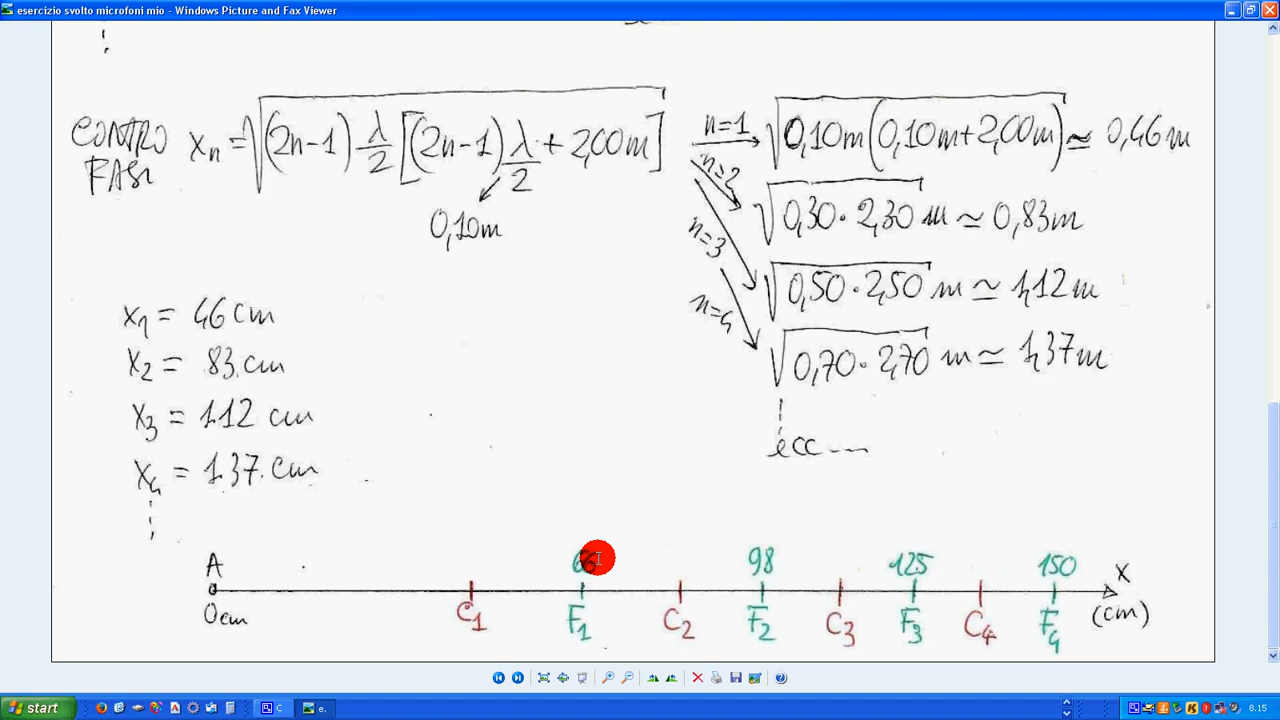 esercizio svolto microfoni mio - Windows Picture and Fax Viewer
CONTRO FASE xₙ = √((2n-1) λ/2 [(2n-1) λ/2 + 2,00m]) n=1 √(0,10m(0,10m+2,00m)) ≃ 0,46m
0,10m
n=2 √(0,30·2,30) m ≃ 0,83m
n=3 √(0,50·2,50) m ≃ 1,12m
n=4 √(0,70·2,70) m ≃ 1,37m
ecc...
x₁ = 46 cm
x₂ = 83 cm
x₃ = 112 cm
x₄ = 137 cm
A 66 98 125 150 X
0cm C₁ F₁ C₂ F₂ C₃ F₃ C₄ F₄ (cm)
start C e. 8.15